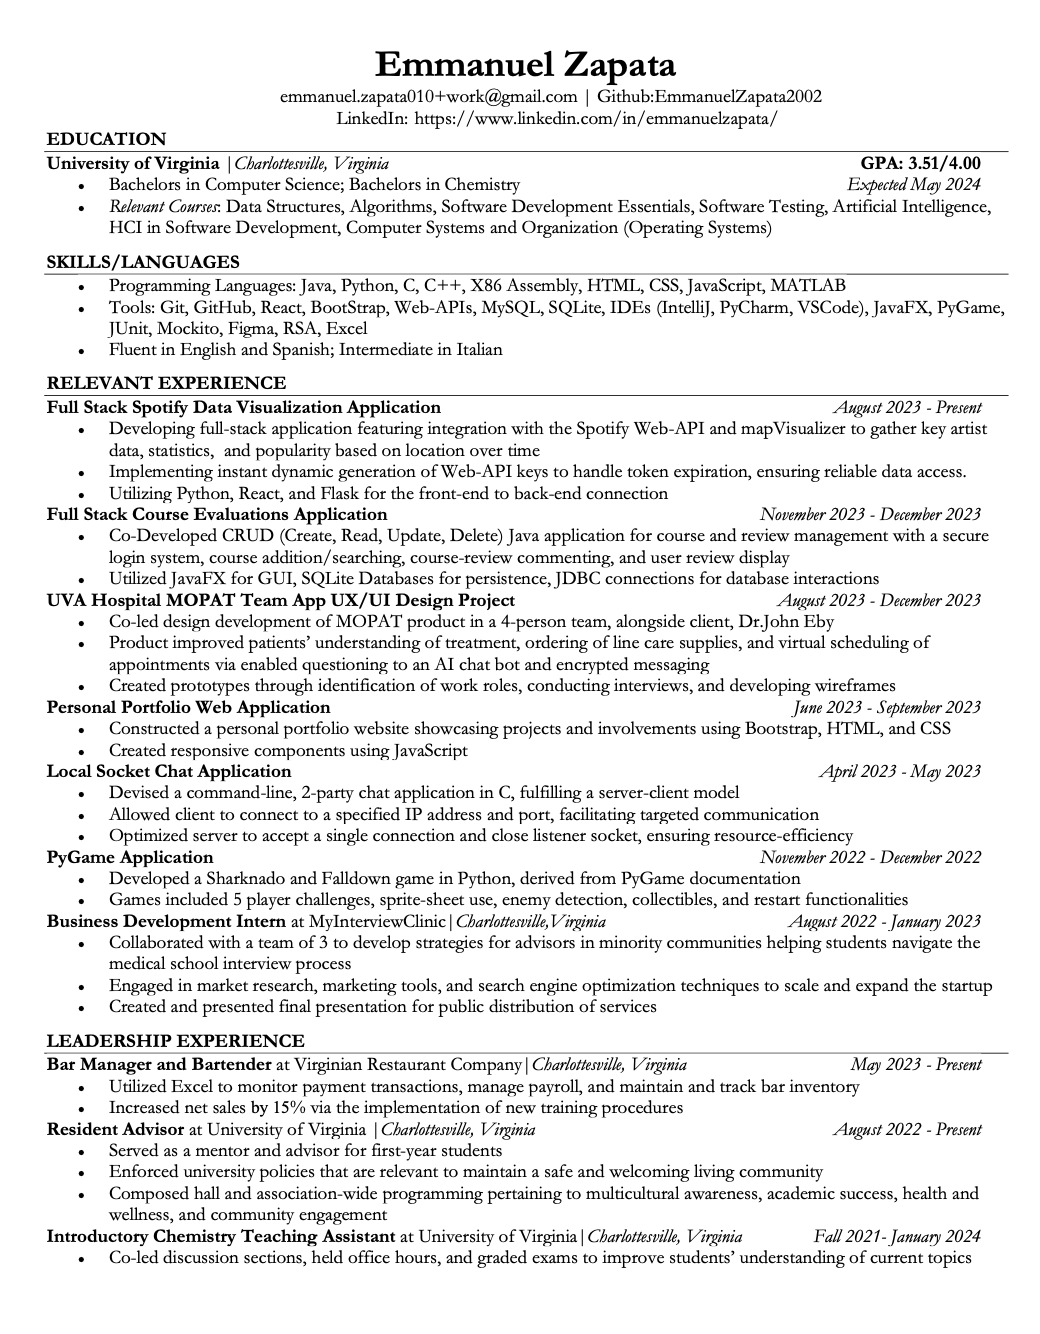 Emmanuel Zapata
emmanuel.zapata010+work@gmail.com | Github:EmmanuelZapata2002
LinkedIn: https://www.linkedin.com/in/emmanuelzapata/
EDUCATION
University of Virginia | Charlottesville, Virginia GPA: 3.51/4.00
• Bachelors in Computer Science; Bachelors in Chemistry Expected May 2024
• Relevant Courses: Data Structures, Algorithms, Software Development Essentials, Software Testing, Artificial Intelligence,
HCI in Software Development, Computer Systems and Organization (Operating Systems)
SKILLS/LANGUAGES
• Programming Languages: Java, Python, C, C++, X86 Assembly, HTML, CSS, JavaScript, MATLAB
• Tools: Git, GitHub, React, BootStrap, Web-APIs, MySQL, SQLite, IDEs (IntelliJ, PyCharm, VSCode), JavaFX, PyGame,
JUnit, Mockito, Figma, RSA, Excel
• Fluent in English and Spanish; Intermediate in Italian
RELEVANT EXPERIENCE
Full Stack Spotify Data Visualization Application August 2023 - Present
• Developing full-stack application featuring integration with the Spotify Web-API and mapVisualizer to gather key artist
data, statistics, and popularity based on location over time
• Implementing instant dynamic generation of Web-API keys to handle token expiration, ensuring reliable data access.
• Utilizing Python, React, and Flask for the front-end to back-end connection
Full Stack Course Evaluations Application November 2023 - December 2023
• Co-Developed CRUD (Create, Read, Update, Delete) Java application for course and review management with a secure
login system, course addition/searching, course-review commenting, and user review display
• Utilized JavaFX for GUI, SQLite Databases for persistence, JDBC connections for database interactions
UVA Hospital MOPAT Team App UX/UI Design Project August 2023 - December 2023
• Co-led design development of MOPAT product in a 4-person team, alongside client, Dr.John Eby
• Product improved patients’ understanding of treatment, ordering of line care supplies, and virtual scheduling of
appointments via enabled questioning to an AI chat bot and encrypted messaging
• Created prototypes through identification of work roles, conducting interviews, and developing wireframes
Personal Portfolio Web Application June 2023 - September 2023
• Constructed a personal portfolio website showcasing projects and involvements using Bootstrap, HTML, and CSS
• Created responsive components using JavaScript
Local Socket Chat Application April 2023 - May 2023
• Devised a command-line, 2-party chat application in C, fulfilling a server-client model
• Allowed client to connect to a specified IP address and port, facilitating targeted communication
• Optimized server to accept a single connection and close listener socket, ensuring resource-efficiency
PyGame Application November 2022 - December 2022
• Developed a Sharknado and Falldown game in Python, derived from PyGame documentation
• Games included 5 player challenges, sprite-sheet use, enemy detection, collectibles, and restart functionalities
Business Development Intern at MyInterviewClinic|Charlottesville,Virginia August 2022 - January 2023
• Collaborated with a team of 3 to develop strategies for advisors in minority communities helping students navigate the
medical school interview process
• Engaged in market research, marketing tools, and search engine optimization techniques to scale and expand the startup
• Created and presented final presentation for public distribution of services
LEADERSHIP EXPERIENCE
Bar Manager and Bartender at Virginian Restaurant Company|Charlottesville, Virginia May 2023 - Present
• Utilized Excel to monitor payment transactions, manage payroll, and maintain and track bar inventory
• Increased net sales by 15% via the implementation of new training procedures
Resident Advisor at University of Virginia |Charlottesville, Virginia August 2022 - Present
• Served as a mentor and advisor for first-year students
• Enforced university policies that are relevant to maintain a safe and welcoming living community
• Composed hall and association-wide programming pertaining to multicultural awareness, academic success, health and
wellness, and community engagement
Introductory Chemistry Teaching Assistant at University of Virginia|Charlottesville, Virginia Fall 2021- January 2024
• Co-led discussion sections, held office hours, and graded exams to improve students’ understanding of current topics